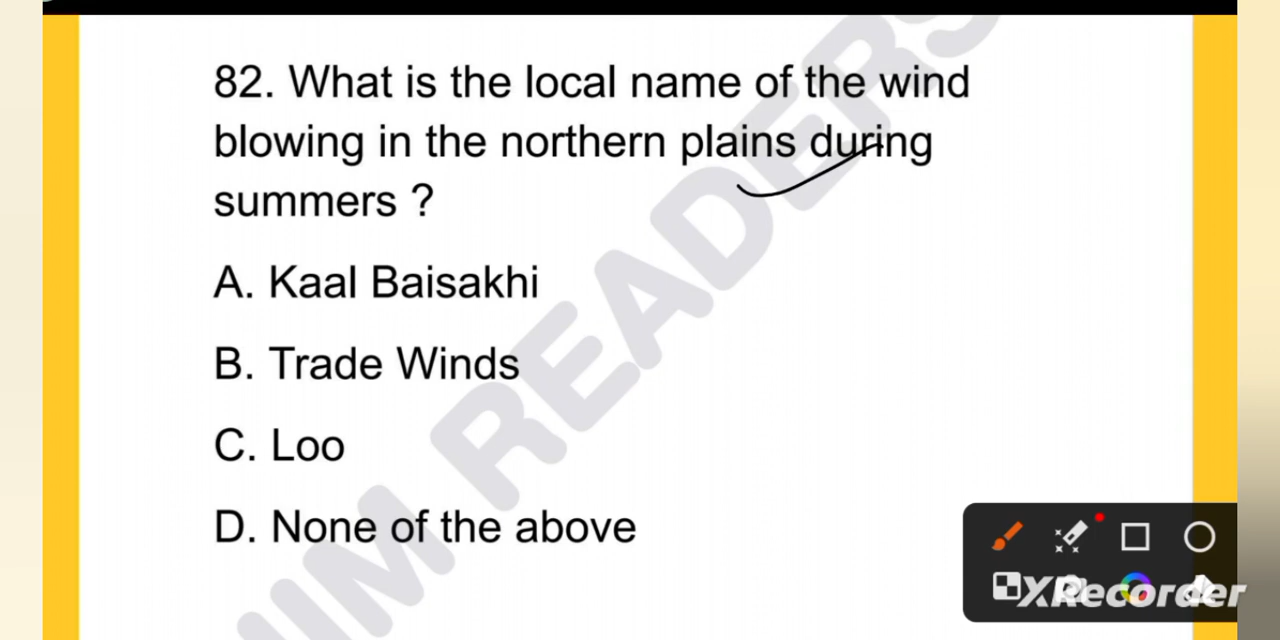 82. What is the local name of the wind
blowing in the northern plains during
summers ?
A. Kaal Baisakhi
B. Trade Winds
C. Loo
D. None of the above
READERS
XRecorder